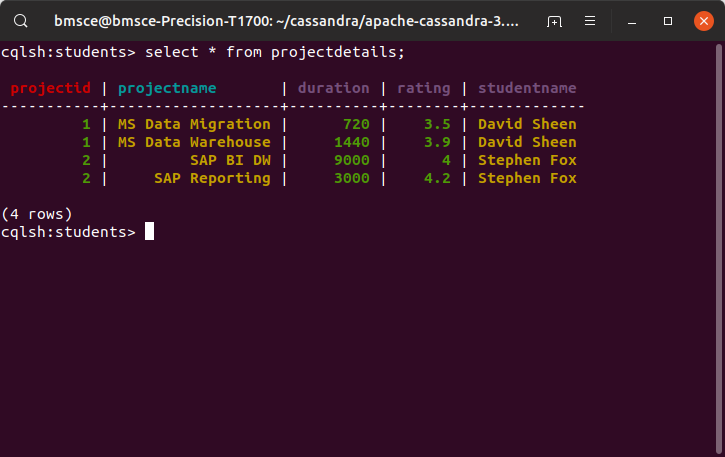 bmsce@bmsce-Precision-T1700: ~/cassandra/apache-cassandra-3....
cqlsh:students> select * from projectdetails;
 projectid | projectname       | duration | rating | studentname
-----------+-------------------+----------+--------+-------------
         1 | MS Data Migration |      720 |    3.5 | David Sheen
         1 | MS Data Warehouse |     1440 |    3.9 | David Sheen
         2 |         SAP BI DW |     9000 |      4 | Stephen Fox
         2 |     SAP Reporting |     3000 |    4.2 | Stephen Fox
(4 rows)
cqlsh:students>